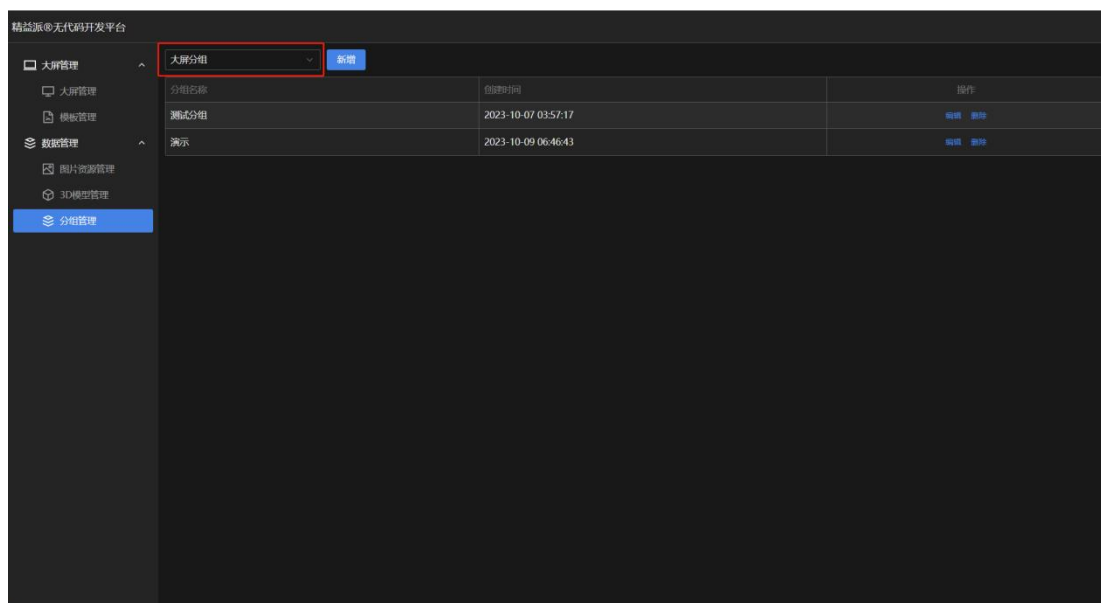 精益派®无代码开发平台
大屏管理
大屏管理
模板管理
数据管理
图片资源管理
3D模型管理
分组管理
大屏分组 新增
分组名称 创建时间 操作
测试分组 2023-10-07 03:57:17 编辑 删除
演示 2023-10-09 06:46:43 编辑 删除